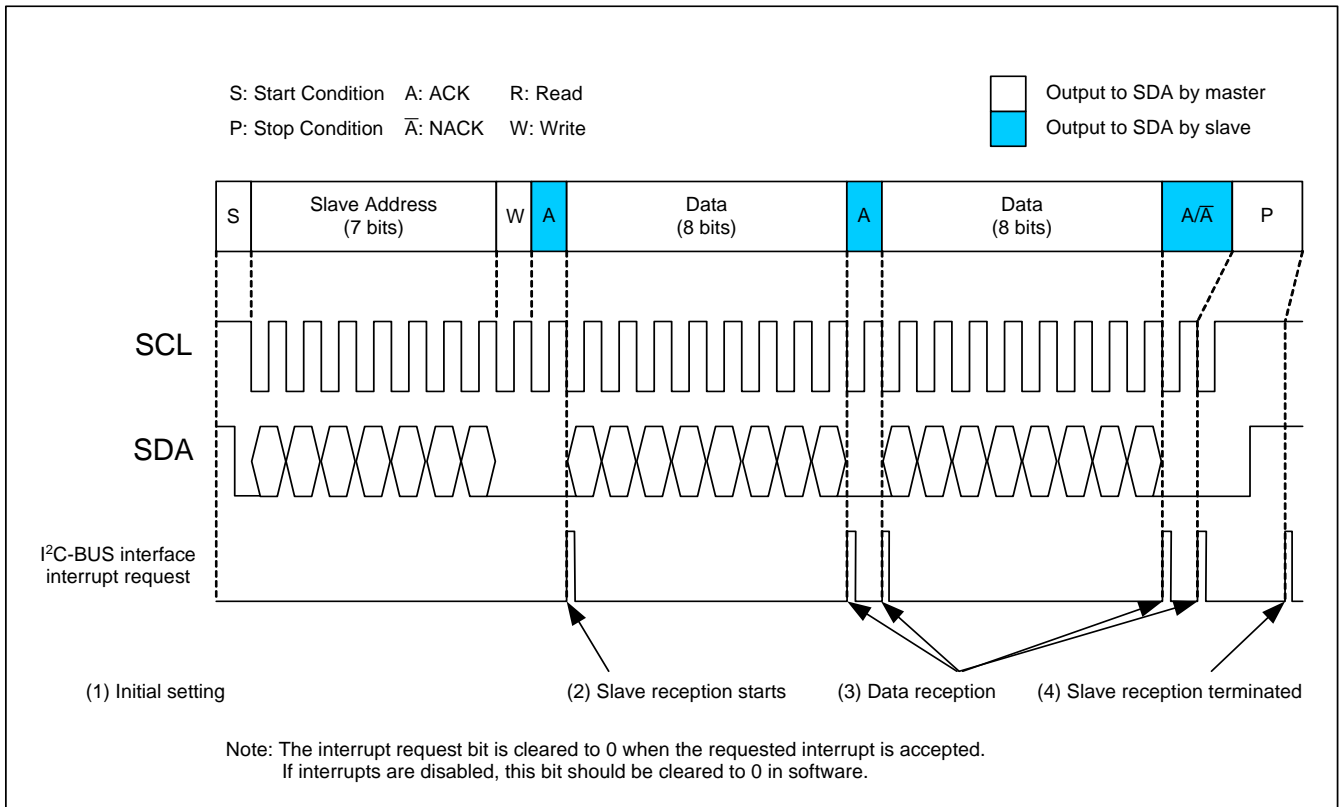 S: Start Condition A: ACK R: Read
P: Stop Condition A̅: NACK W: Write
Output to SDA by master
Output to SDA by slave
S
Slave Address
(7 bits)
W
A
Data
(8 bits)
A
Data
(8 bits)
A/A̅
P
SCL
SDA
I²C-BUS interface
interrupt request
(1) Initial setting
(2) Slave reception starts
(3) Data reception
(4) Slave reception terminated
Note: The interrupt request bit is cleared to 0 when the requested interrupt is accepted.
If interrupts are disabled, this bit should be cleared to 0 in software.